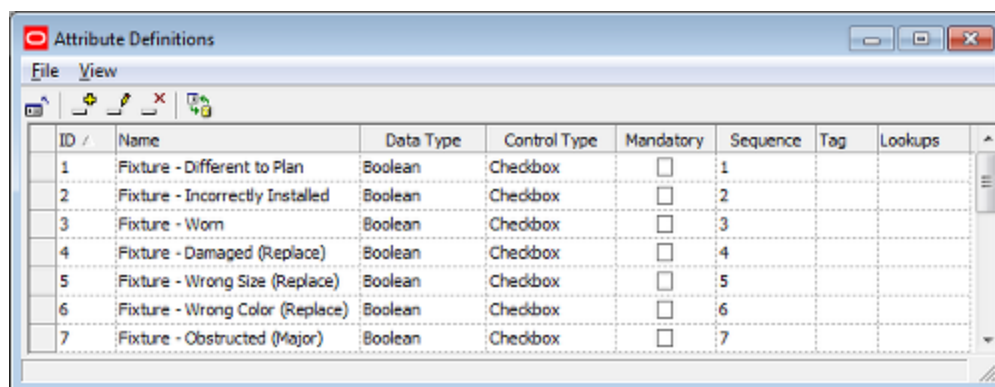 Attribute Definitions
File View
ID / Name Data Type Control Type Mandatory Sequence Tag Lookups
1 Fixture - Different to Plan Boolean Checkbox 1
2 Fixture - Incorrectly Installed Boolean Checkbox 2
3 Fixture - Worn Boolean Checkbox 3
4 Fixture - Damaged (Replace) Boolean Checkbox 4
5 Fixture - Wrong Size (Replace) Boolean Checkbox 5
6 Fixture - Wrong Color (Replace) Boolean Checkbox 6
7 Fixture - Obstructed (Major) Boolean Checkbox 7